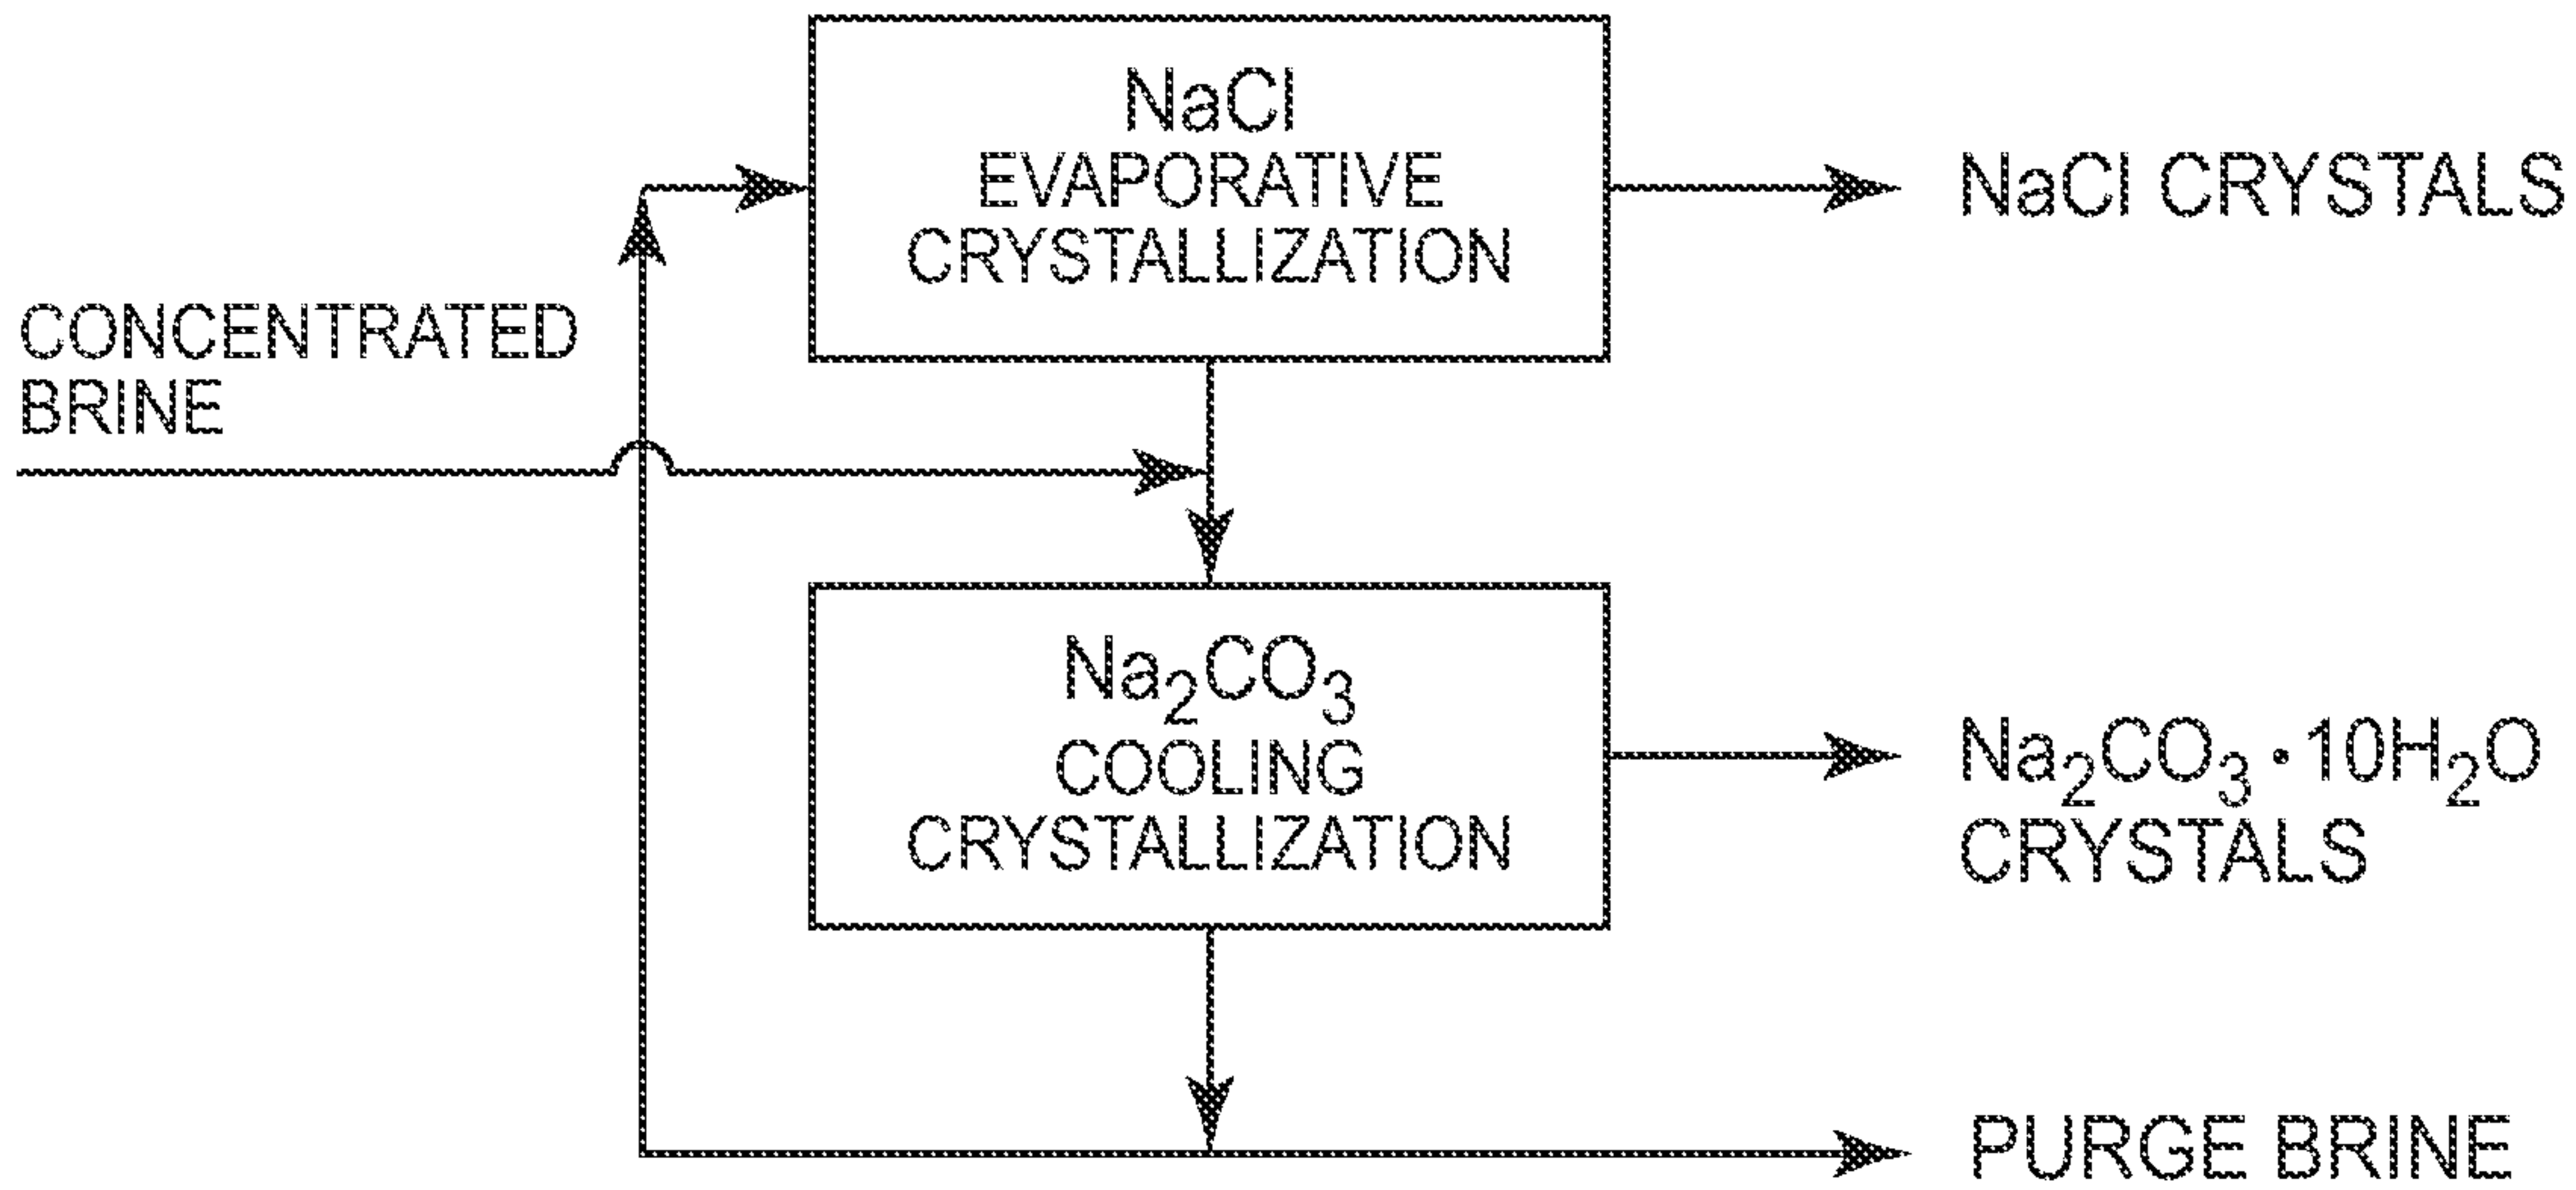 NaCl
EVAPORATIVE
CRYSTALLIZATION
NaCl CRYSTALS
CONCENTRATED
BRINE
Na₂CO₃
COOLING
CRYSTALLIZATION
Na₂CO₃·10H₂O
CRYSTALS
PURGE BRINE